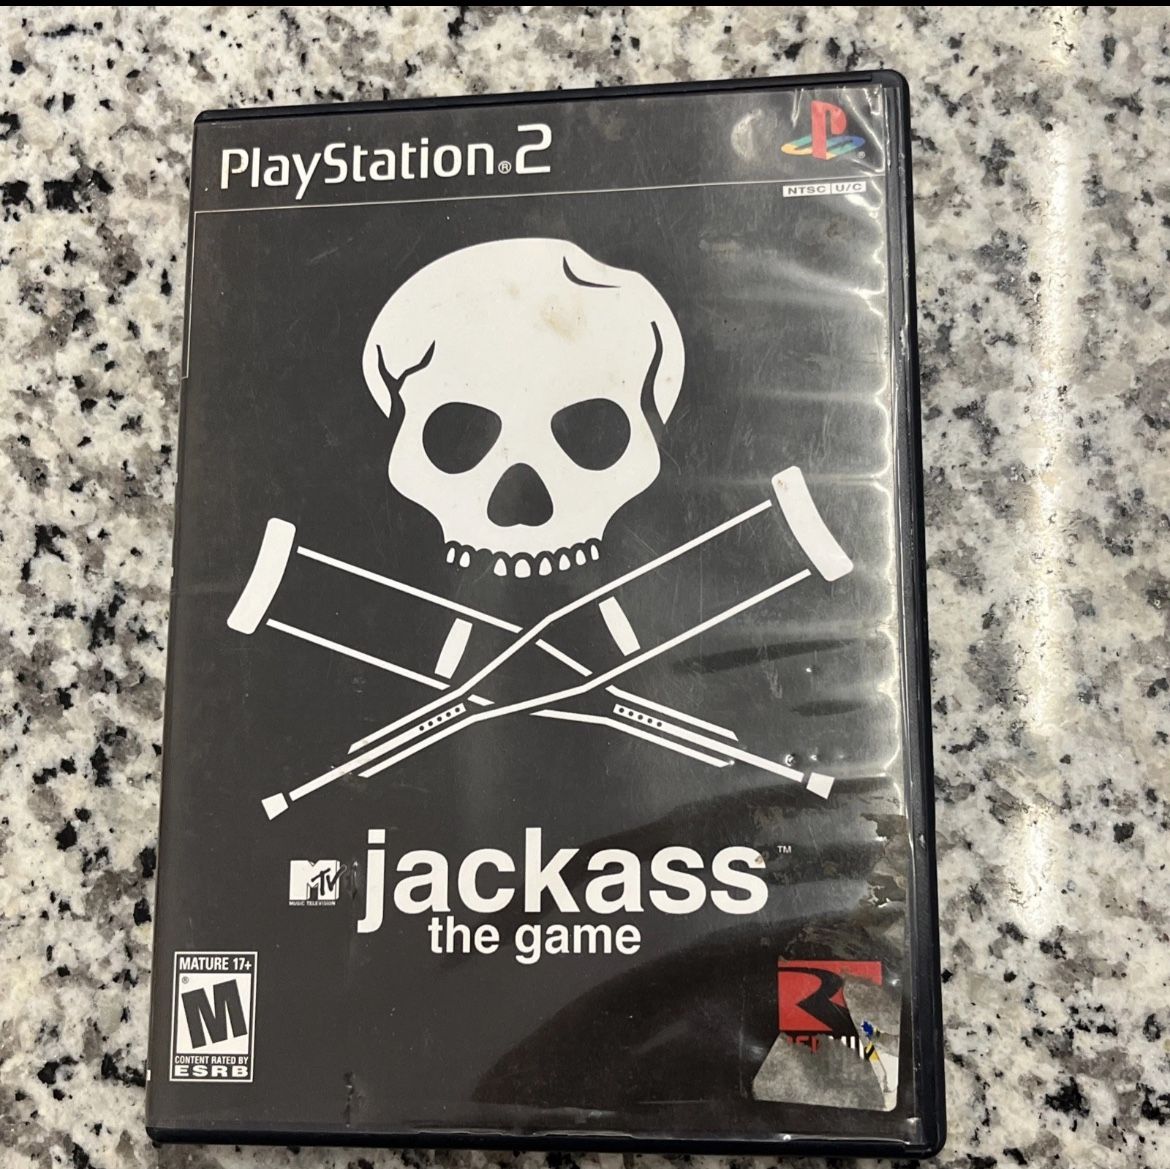 PlayStation®2
NTSC U/C
MTV
MUSIC TELEVISION
jackass™
the game
MATURE 17+
M®
CONTENT RATED BY
ESRB